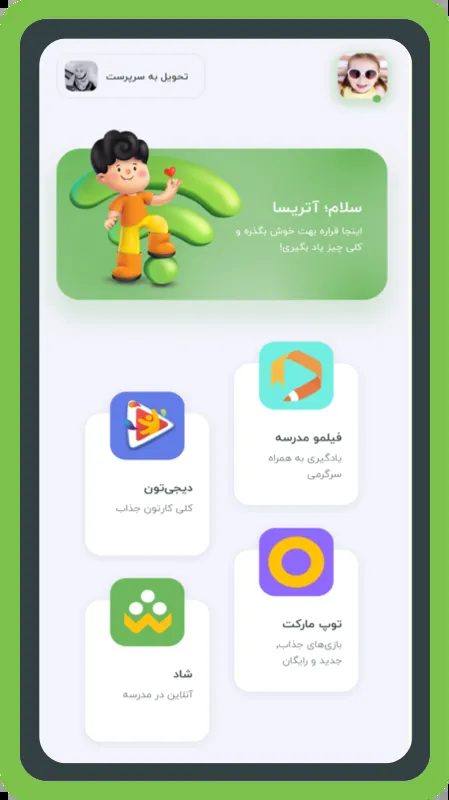 تحویل به سرپرست
سلام؛ آتریسا
اینجا قراره بهت خوش بگذره و
کلی چیز یاد بگیری!
فیلمو مدرسه
یادگیری به همراه
سرگرمی
دیجی‌تون
کلی کارتون جذاب
توپ مارکت
بازی‌های جذاب,
جدید و رایگان
شاد
آنلاین در مدرسه